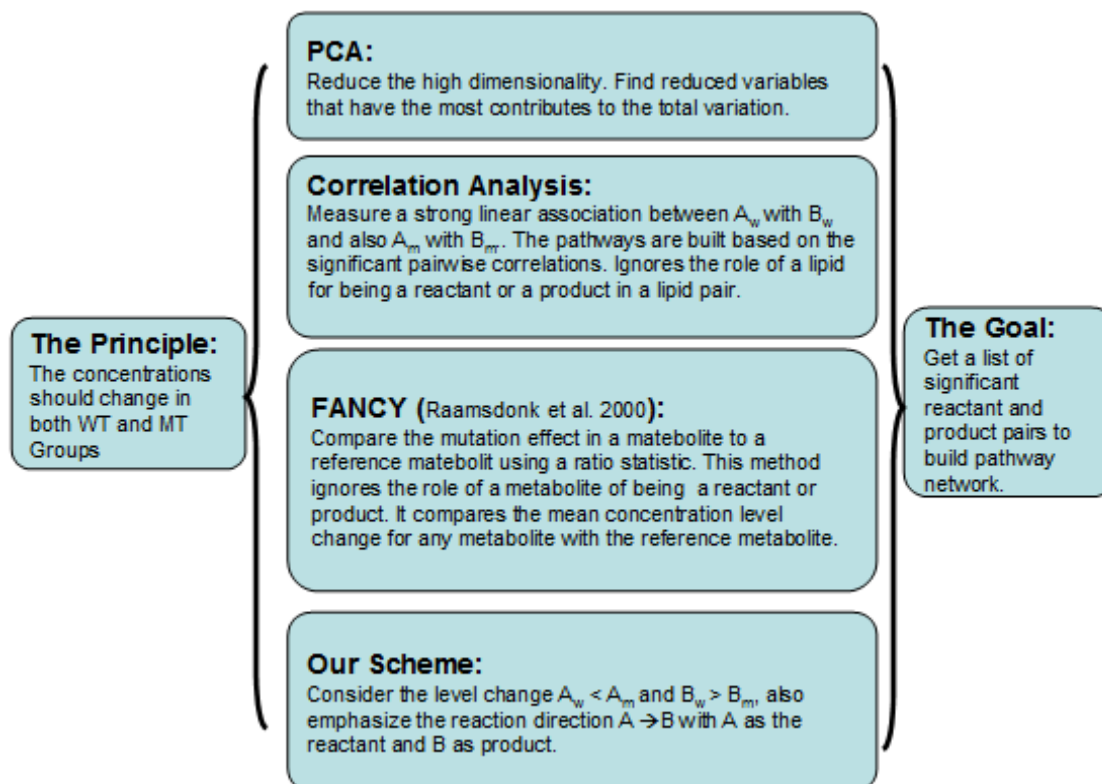 PCA:
Reduce the high dimensionality. Find reduced variables
that have the most contributes to the total variation.
Correlation Analysis:
Measure a strong linear association between Aw with Bw
and also Am with Bm. The pathways are built based on the
significant pairwise correlations. Ignores the role of a lipid
for being a reactant or a product in a lipid pair.
The Principle:
The concentrations
should change in
both WT and MT
Groups
FANCY (Raamsdonk et al. 2000):
Compare the mutation effect in a matebolite to a
reference matebolit using a ratio statistic. This method
ignores the role of a metabolite of being a reactant or
product. It compares the mean concentration level
change for any metabolite with the reference metabolite.
The Goal:
Get a list of
significant
reactant and
product pairs to
build pathway
network.
Our Scheme:
Consider the level change Aw < Am and Bw > Bm, also
emphasize the reaction direction A →B with A as the
reactant and B as product.